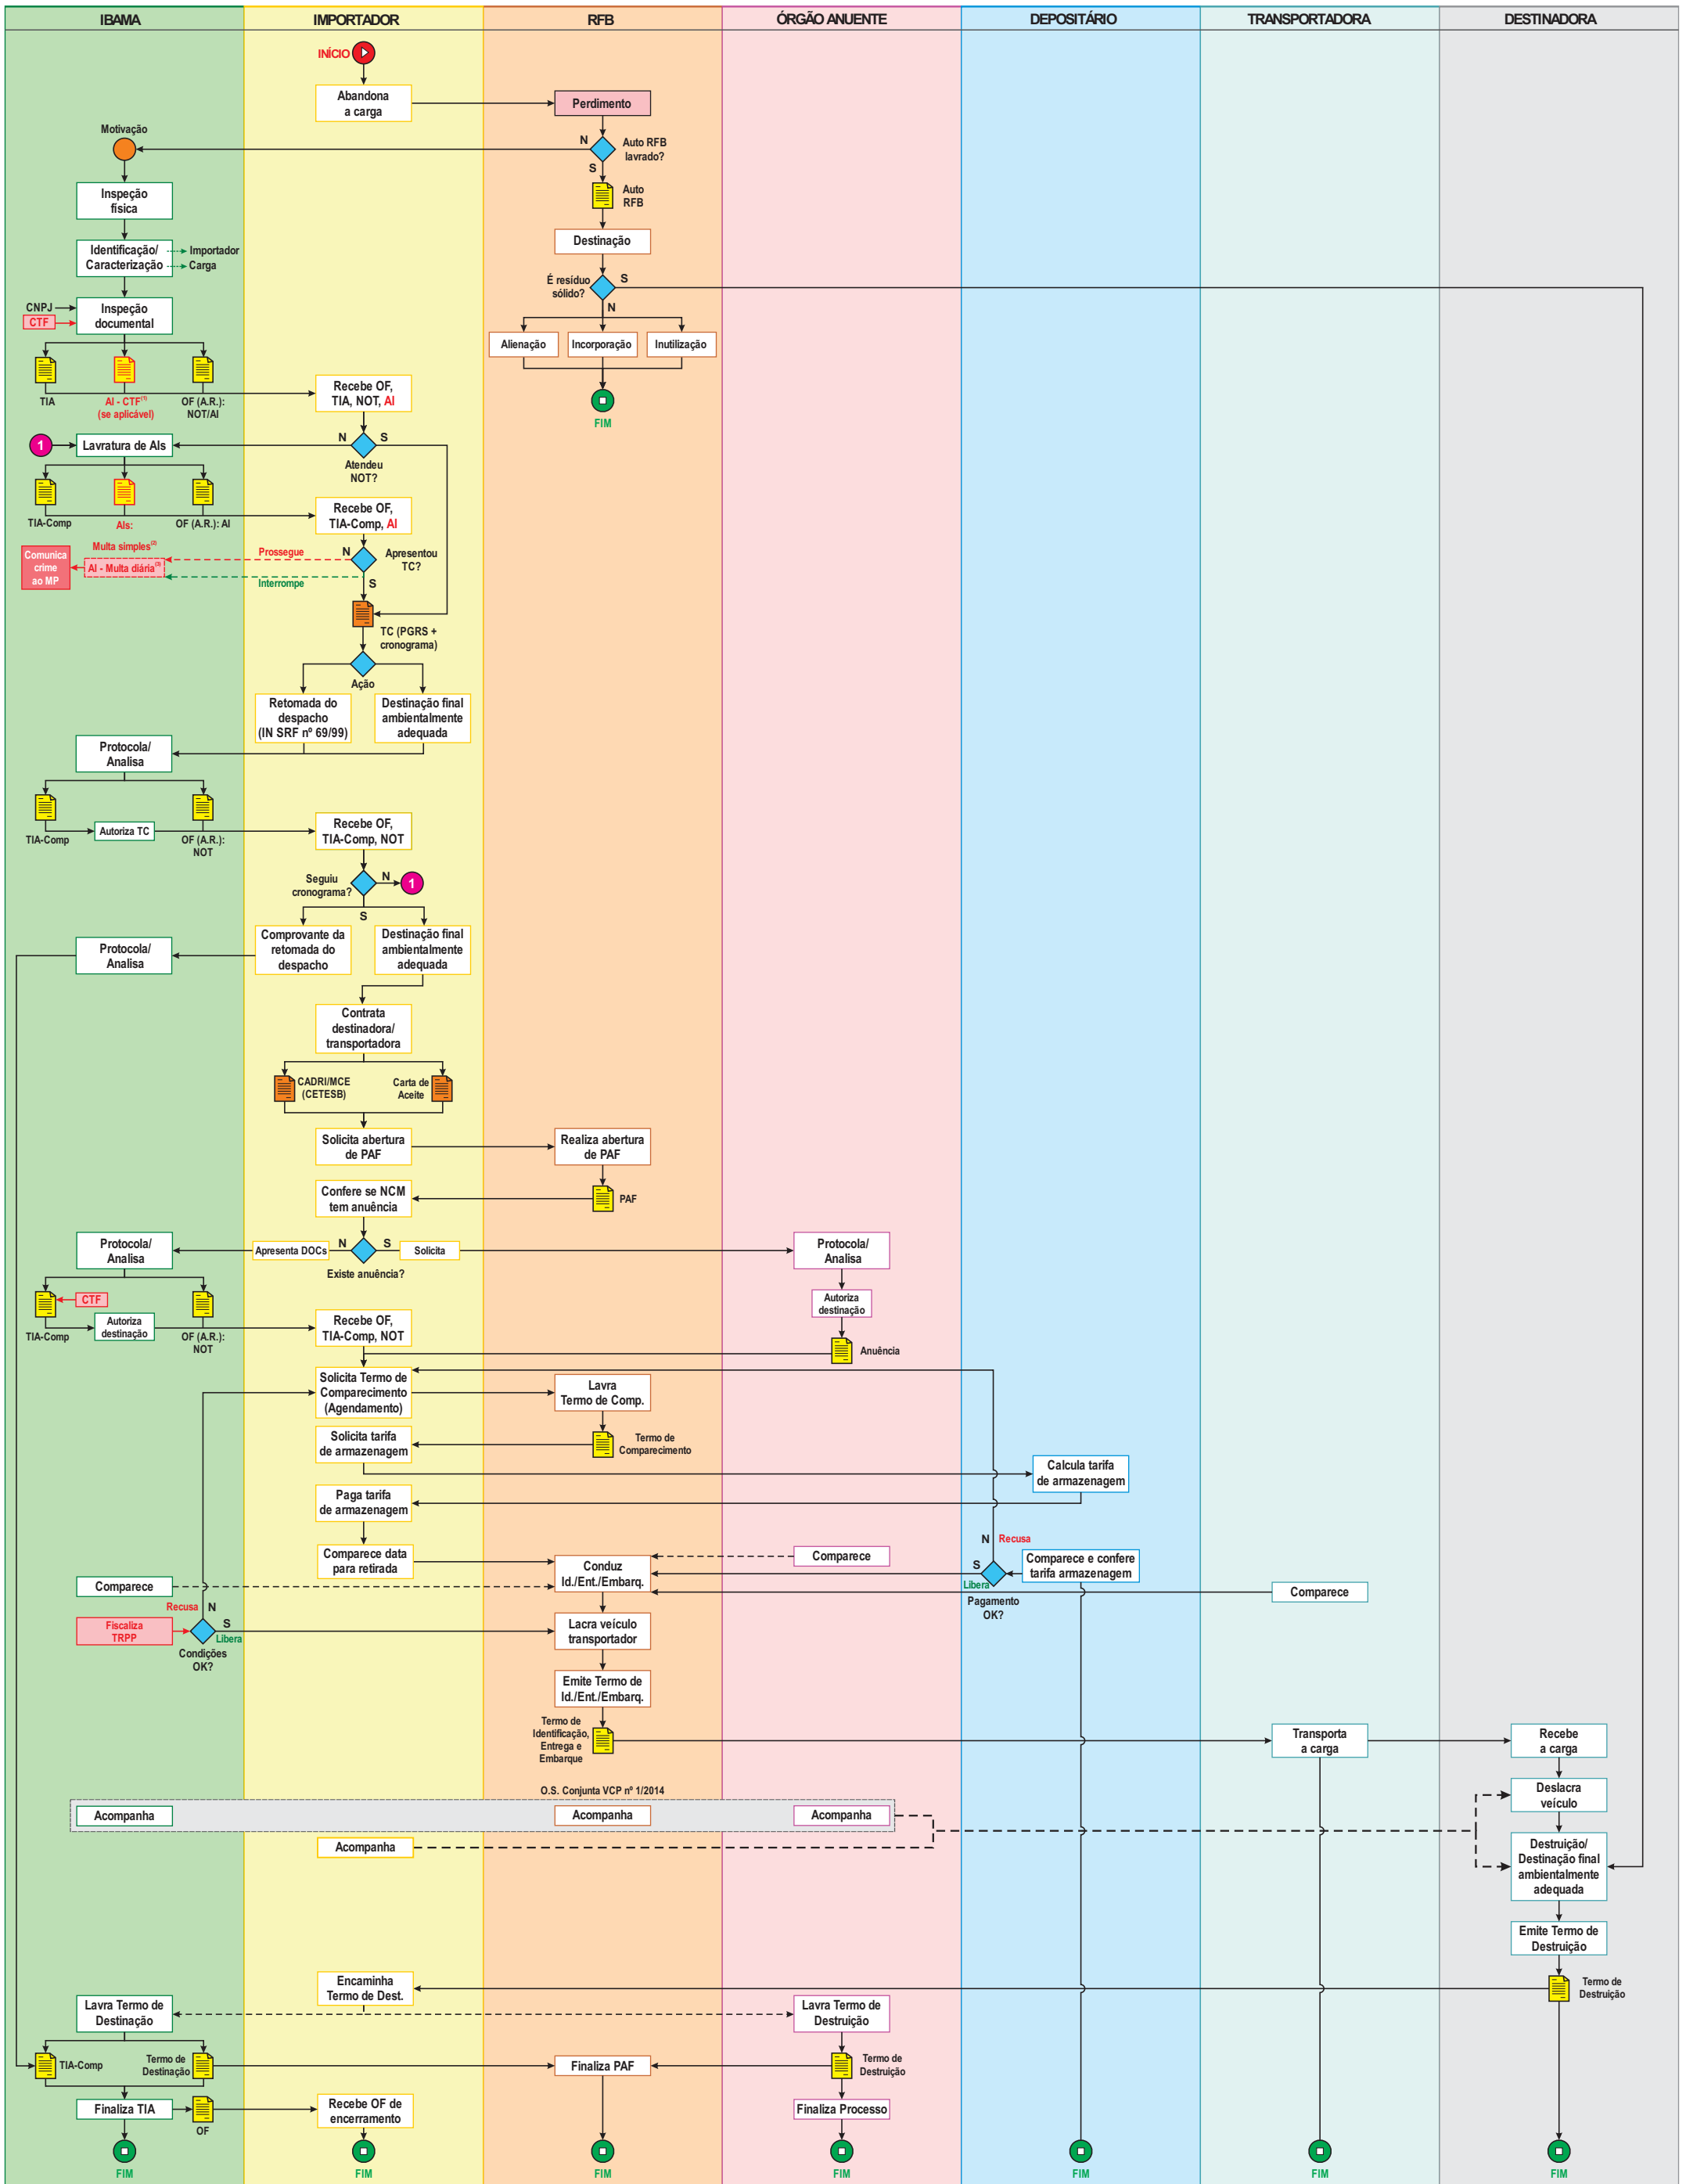 IBAMA
IMPORTADOR
RFB
ÓRGÃO ANUENTE
DEPOSITÁRIO
TRANSPORTADORA
DESTINADORA
INÍCIO
Abandona
a carga
Perdimento
Motivação
N
Auto RFB
lavrado?
S
Auto
RFB
Inspeção
física
Destinação
Identificação/
Caracterização
Importador
Carga
É resíduo
sólido?
S
N
CNPJ
CTF
Inspeção
documental
Alienação
Incorporação
Inutilização
TIA
AI - CTF(1)
(se aplicável)
OF (A.R.):
NOT/AI
Recebe OF,
TIA, NOT, AI
FIM
1
Lavratura de AIs
N
S
Atendeu
NOT?
TIA-Comp
AIs:
OF (A.R.): AI
Recebe OF,
TIA-Comp, AI
Multa simples(2)
AI - Multa diária(3)
Comunica
crime
ao MP
Prossegue
N
Apresentou
TC?
Interrompe
S
TC (PGRS +
cronograma)
Ação
Retomada do
despacho
(IN SRF nº 69/99)
Destinação final
ambientalmente
adequada
Protocola/
Analisa
TIA-Comp
Autoriza TC
OF (A.R.):
NOT
Recebe OF,
TIA-Comp, NOT
Seguiu
cronograma?
N
1
S
Comprovante da
retomada do
despacho
Destinação final
ambientalmente
adequada
Protocola/
Analisa
Contrata
destinadora/
transportadora
CADRI/MCE
(CETESB)
Carta de
Aceite
Solicita abertura
de PAF
Realiza abertura
de PAF
Confere se NCM
tem anuência
PAF
Protocola/
Analisa
Apresenta DOCs
N
S
Solicita
Existe anuência?
Protocola/
Analisa
CTF
TIA-Comp
Autoriza
destinação
OF (A.R.):
NOT
Recebe OF,
TIA-Comp, NOT
Autoriza
destinação
Anuência
Solicita Termo de
Comparecimento
(Agendamento)
Lavra
Termo de Comp.
Solicita tarifa
de armazenagem
Termo de
Comparecimento
Calcula tarifa
de armazenagem
Paga tarifa
de armazenagem
N
Recusa
Comparece data
para retirada
Conduz
Id./Ent./Embarq.
Comparece
S
Libera
Pagamento
OK?
Comparece e confere
tarifa armazenagem
Comparece
Comparece
Recusa
N
Fiscaliza
TRPP
S
Libera
Condições
OK?
Lacra veículo
transportador
Emite Termo de
Id./Ent./Embarq.
Termo de
Identificação,
Entrega e
Embarque
Transporta
a carga
Recebe
a carga
O.S. Conjunta VCP nº 1/2014
Acompanha
Acompanha
Acompanha
Acompanha
Deslacra
veículo
Destruição/
Destinação final
ambientalmente
adequada
Emite Termo de
Destruição
Termo de
Destruição
Encaminha
Termo de Dest.
Lavra Termo de
Destinação
Lavra Termo de
Destruição
TIA-Comp
Termo de
Destinação
Finaliza PAF
Termo de
Destruição
Finaliza TIA
OF
Recebe OF de
encerramento
Finaliza Processo
FIM
FIM
FIM
FIM
FIM
FIM
FIM